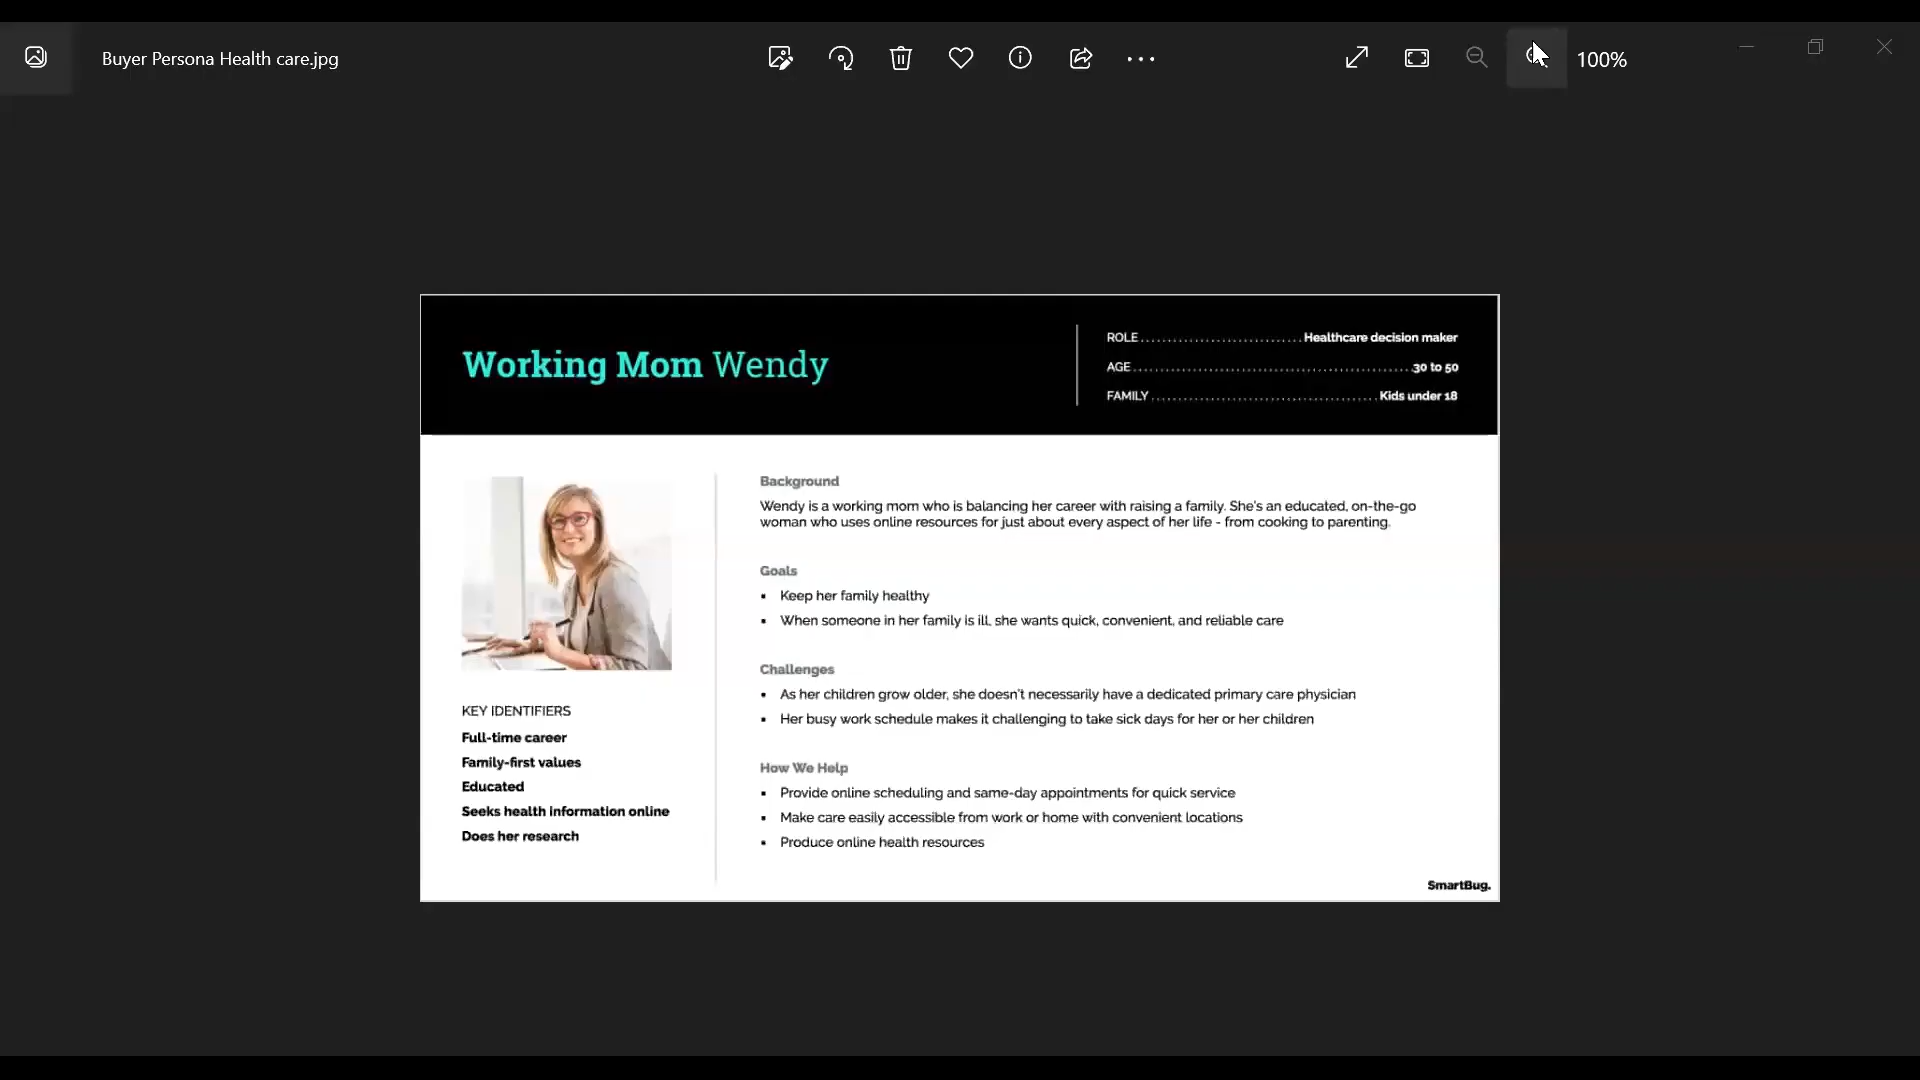 Buyer Persona Health care.jpg
100%
Working Mom Wendy
ROLE............................Healthcare decision maker
AGE................................................30 to 50
FAMILY.......................................Kids under 18
Background
Wendy is a working mom who is balancing her career with raising a family. She's an educated, on-the-go
woman who uses online resources for just about every aspect of her life - from cooking to parenting.
Goals
▪ Keep her family healthy
▪ When someone in her family is ill, she wants quick, convenient, and reliable care
Challenges
▪ As her children grow older, she doesn't necessarily have a dedicated primary care physician
▪ Her busy work schedule makes it challenging to take sick days for her or her children
How We Help
▪ Provide online scheduling and same-day appointments for quick service
▪ Make care easily accessible from work or home with convenient locations
▪ Produce online health resources
KEY IDENTIFIERS
Full-time career
Family-first values
Educated
Seeks health information online
Does her research
SmartBug.